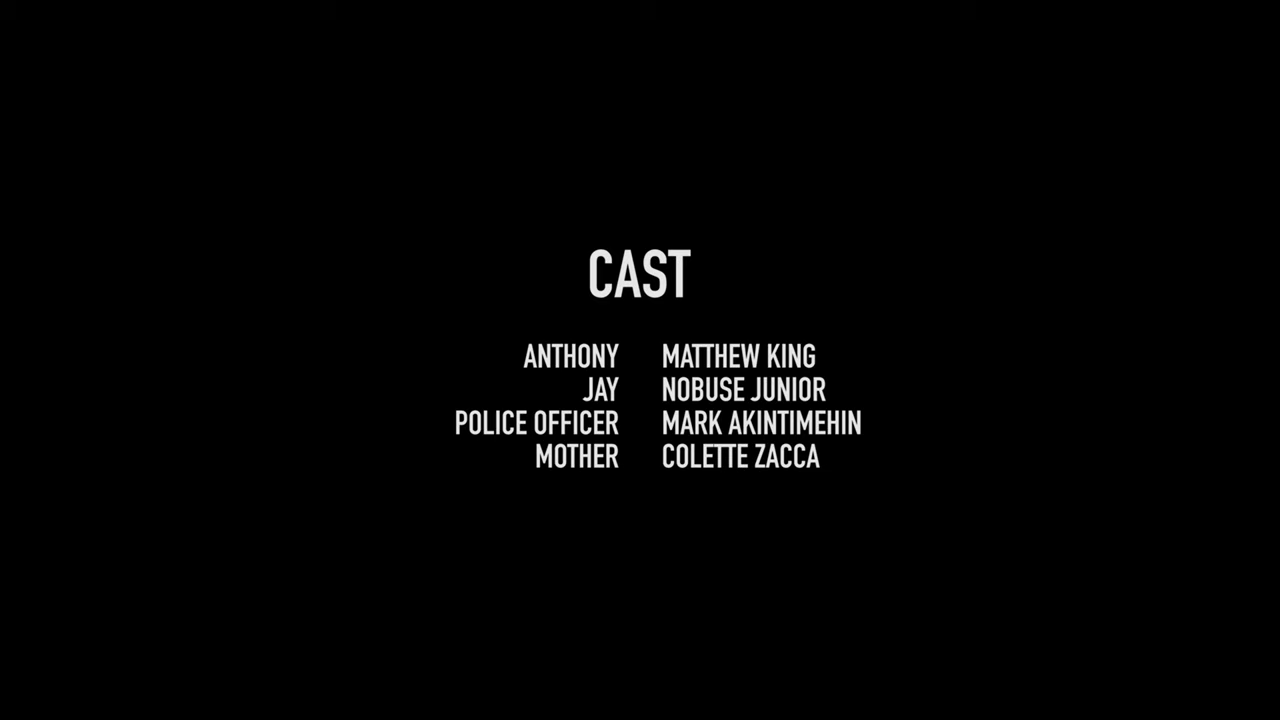 CAST
ANTHONY MATTHEW KING
JAY NOBUSE JUNIOR
POLICE OFFICER MARK AKINTIMEHIN
MOTHER COLETTE ZACCA